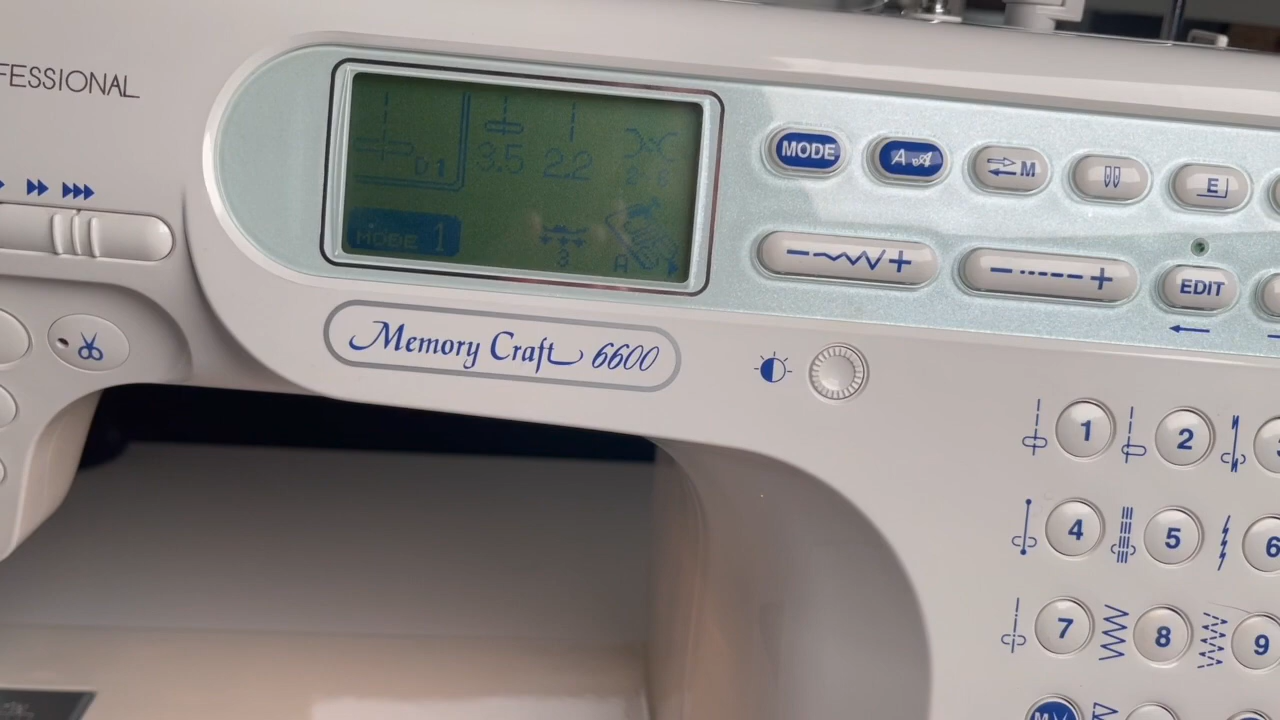 FESSIONAL
01 3.5 2.2
MODE 1
3
A
MODE
M
E
EDIT
Memory Craft 6600
1
2
4
5
6
7
8
9
M